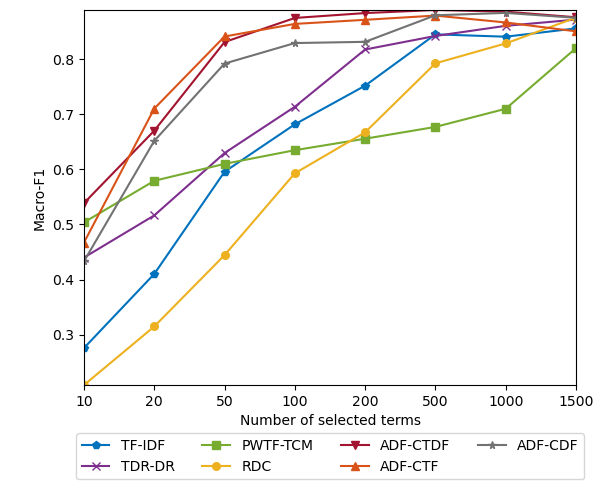 0.8
0.7
0.6
0.5
0.4
0.3
Macro-F1
10 20 50 100 200 500 1000 1500
Number of selected terms
TF-IDF PWTF-TCM ADF-CTDF ADF-CDF
TDR-DR RDC ADF-CTF